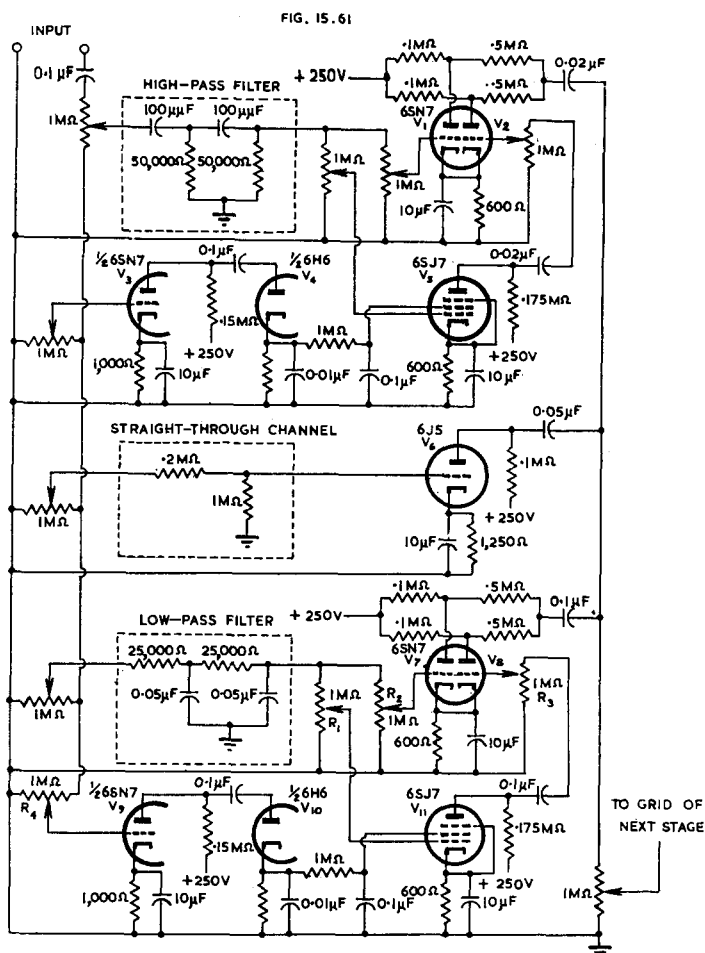 FIG. 15.61
INPUT
0.1 µF
1MΩ
HIGH-PASS FILTER
100µµF 100µµF
50,000Ω 50,000Ω
+ 250V
·1MΩ ·5MΩ
·1MΩ ·5MΩ
0·02µF
6SN7
V1 V2
1MΩ
1MΩ
1MΩ
10µF
600Ω
½6SN7
V3
0·1µF
½6H6
V4
6SJ7
V5
0·02µF
·15MΩ
1MΩ
·175MΩ
1MΩ
1,000Ω
10µF
+250V
0·01µF
0·1µF
600Ω
+250V
10µF
STRAIGHT-THROUGH CHANNEL
·2MΩ
1MΩ
1MΩ
6J5
V6
0·05µF
·1MΩ
+250V
10µF
1,250Ω
LOW-PASS FILTER
25,000Ω 25,000Ω
0·05µF 0·05µF
1MΩ
+ 250V
·1MΩ ·5MΩ
·1MΩ ·5MΩ
0·1µF
6SN7
V7 V8
1MΩ
R1
R2
1MΩ
1MΩ
R3
600Ω
10µF
1MΩ
R4
½6SN7
V9
0·1µF
½6H6
V10
6SJ7
V11
0·1µF
·15MΩ
1MΩ
·175MΩ
1,000Ω
10µF
+250V
0·01µF
0·1µF
600Ω
+ 250V
10µF
TO GRID OF
NEXT STAGE
1MΩ